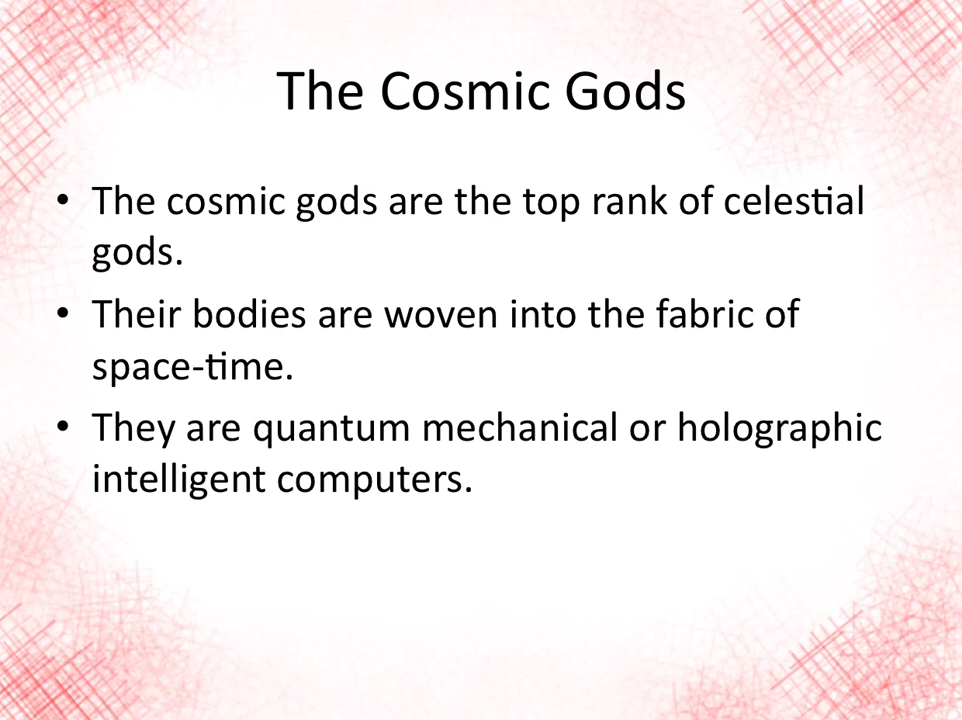 The Cosmic Gods
• The cosmic gods are the top rank of celestial
gods.
• Their bodies are woven into the fabric of
space-time.
• They are quantum mechanical or holographic
intelligent computers.